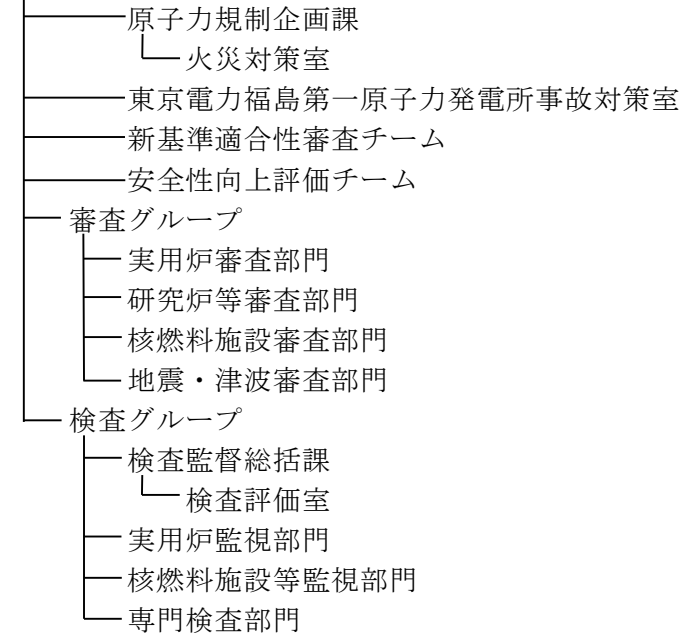 原子力規制企画課
火災対策室
東京電力福島第一原子力発電所事故対策室
新基準適合性審査チーム
安全性向上評価チーム
審査グループ
実用炉審査部門
研究炉等審査部門
核燃料施設審査部門
地震・津波審査部門
検査グループ
検査監督総括課
検査評価室
実用炉監視部門
核燃料施設等監視部門
専門検査部門